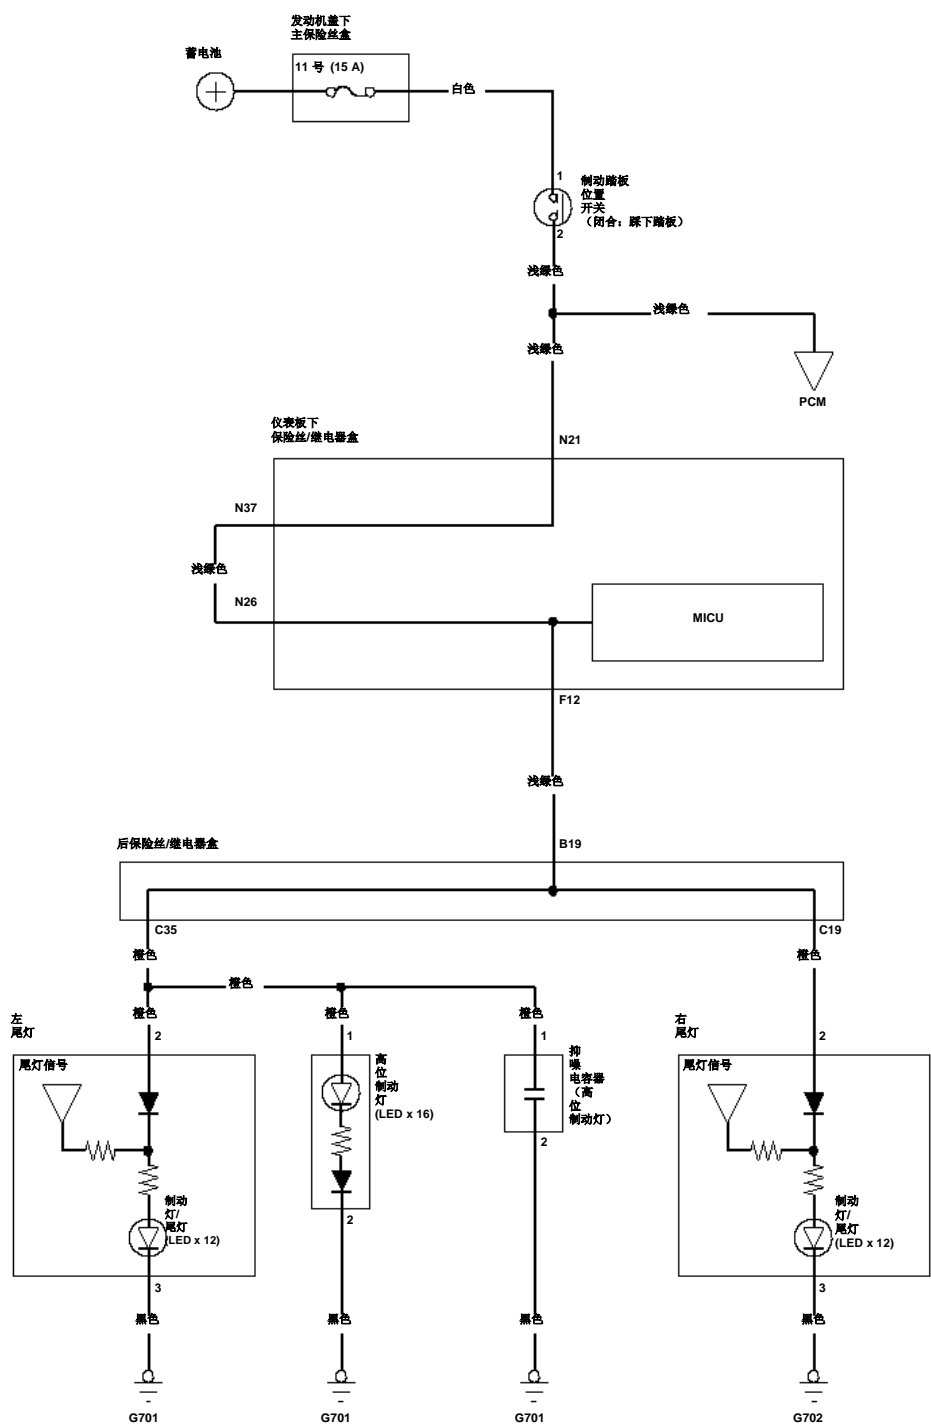 发动机盖下
主保险丝盒
蓄电池
11 号 (15 A)
白色
1
制动踏板
位置
开关
（闭合：踩下踏板）
2
浅绿色
浅绿色
浅绿色
PCM
仪表板下
保险丝/继电器盒
N21
N37
浅绿色
N26
MICU
F12
浅绿色
后保险丝/继电器盒
B19
C35
C19
橙色
橙色
橙色
左
尾灯
橙色
2
橙色
1
橙色
1
右
尾灯
2
尾灯信号
高
位
制动
灯
(LED x 16)
抑
噪
电容器
（高
位
制动灯）
尾灯信号
2
2
制动
灯/
尾灯
(LED x 12)
制动
灯/
尾灯
(LED x 12)
3
3
黑色
黑色
黑色
黑色
G701
G701
G701
G702